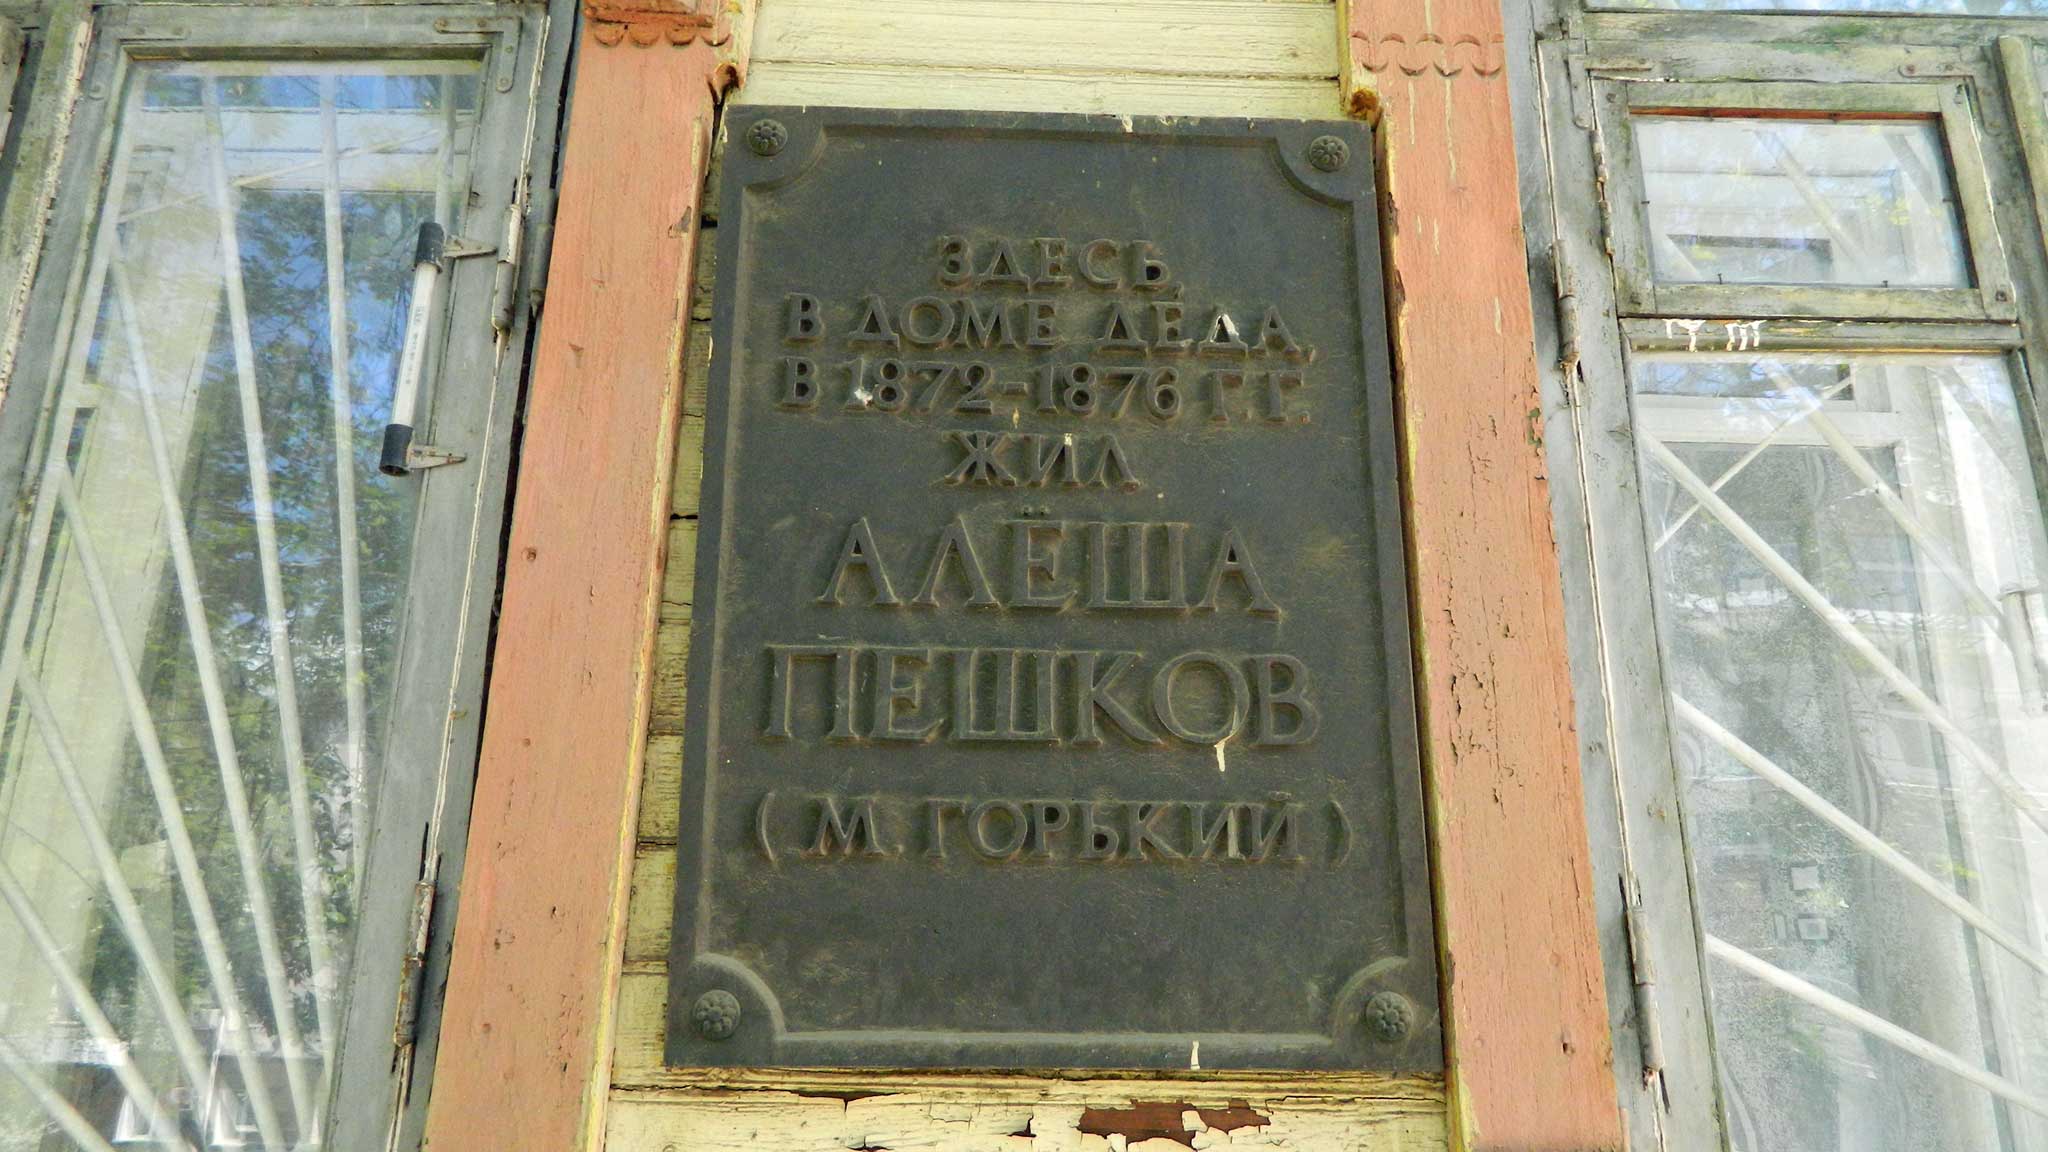 ЗДЕСЬ,
В ДОМЕ ДЕДА,
В 1872-1876 Г.Г.
ЖИЛ
АЛЁША
ПЕШКОВ
(М. ГОРЬКИЙ)